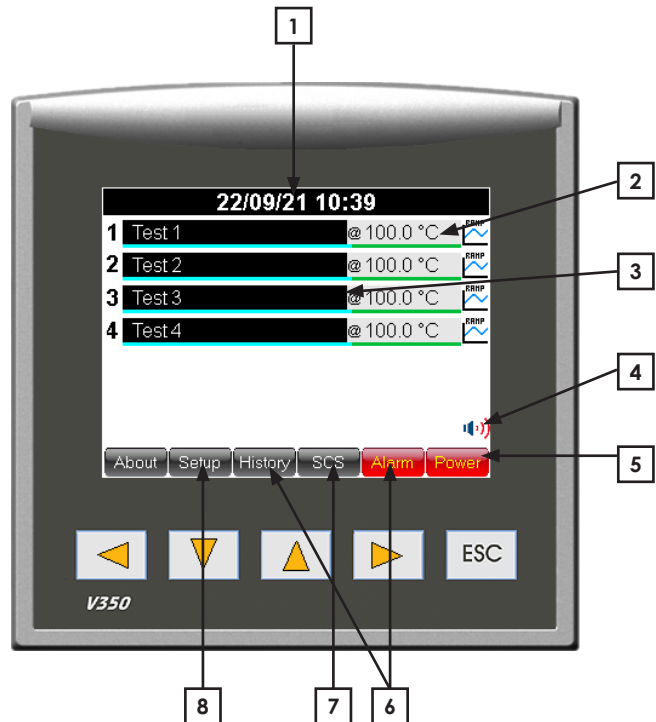 1
22/09/21 10:39
2
1 Test 1 @ 100.0 °C RAMP
2 Test 2 @ 100.0 °C RAMP
3
3 Test 3 @ 100.0 °C RAMP
4 Test 4 @ 100.0 °C RAMP
4
About Setup History SCS Alarm Power
5
ESC
V350
8 7 6